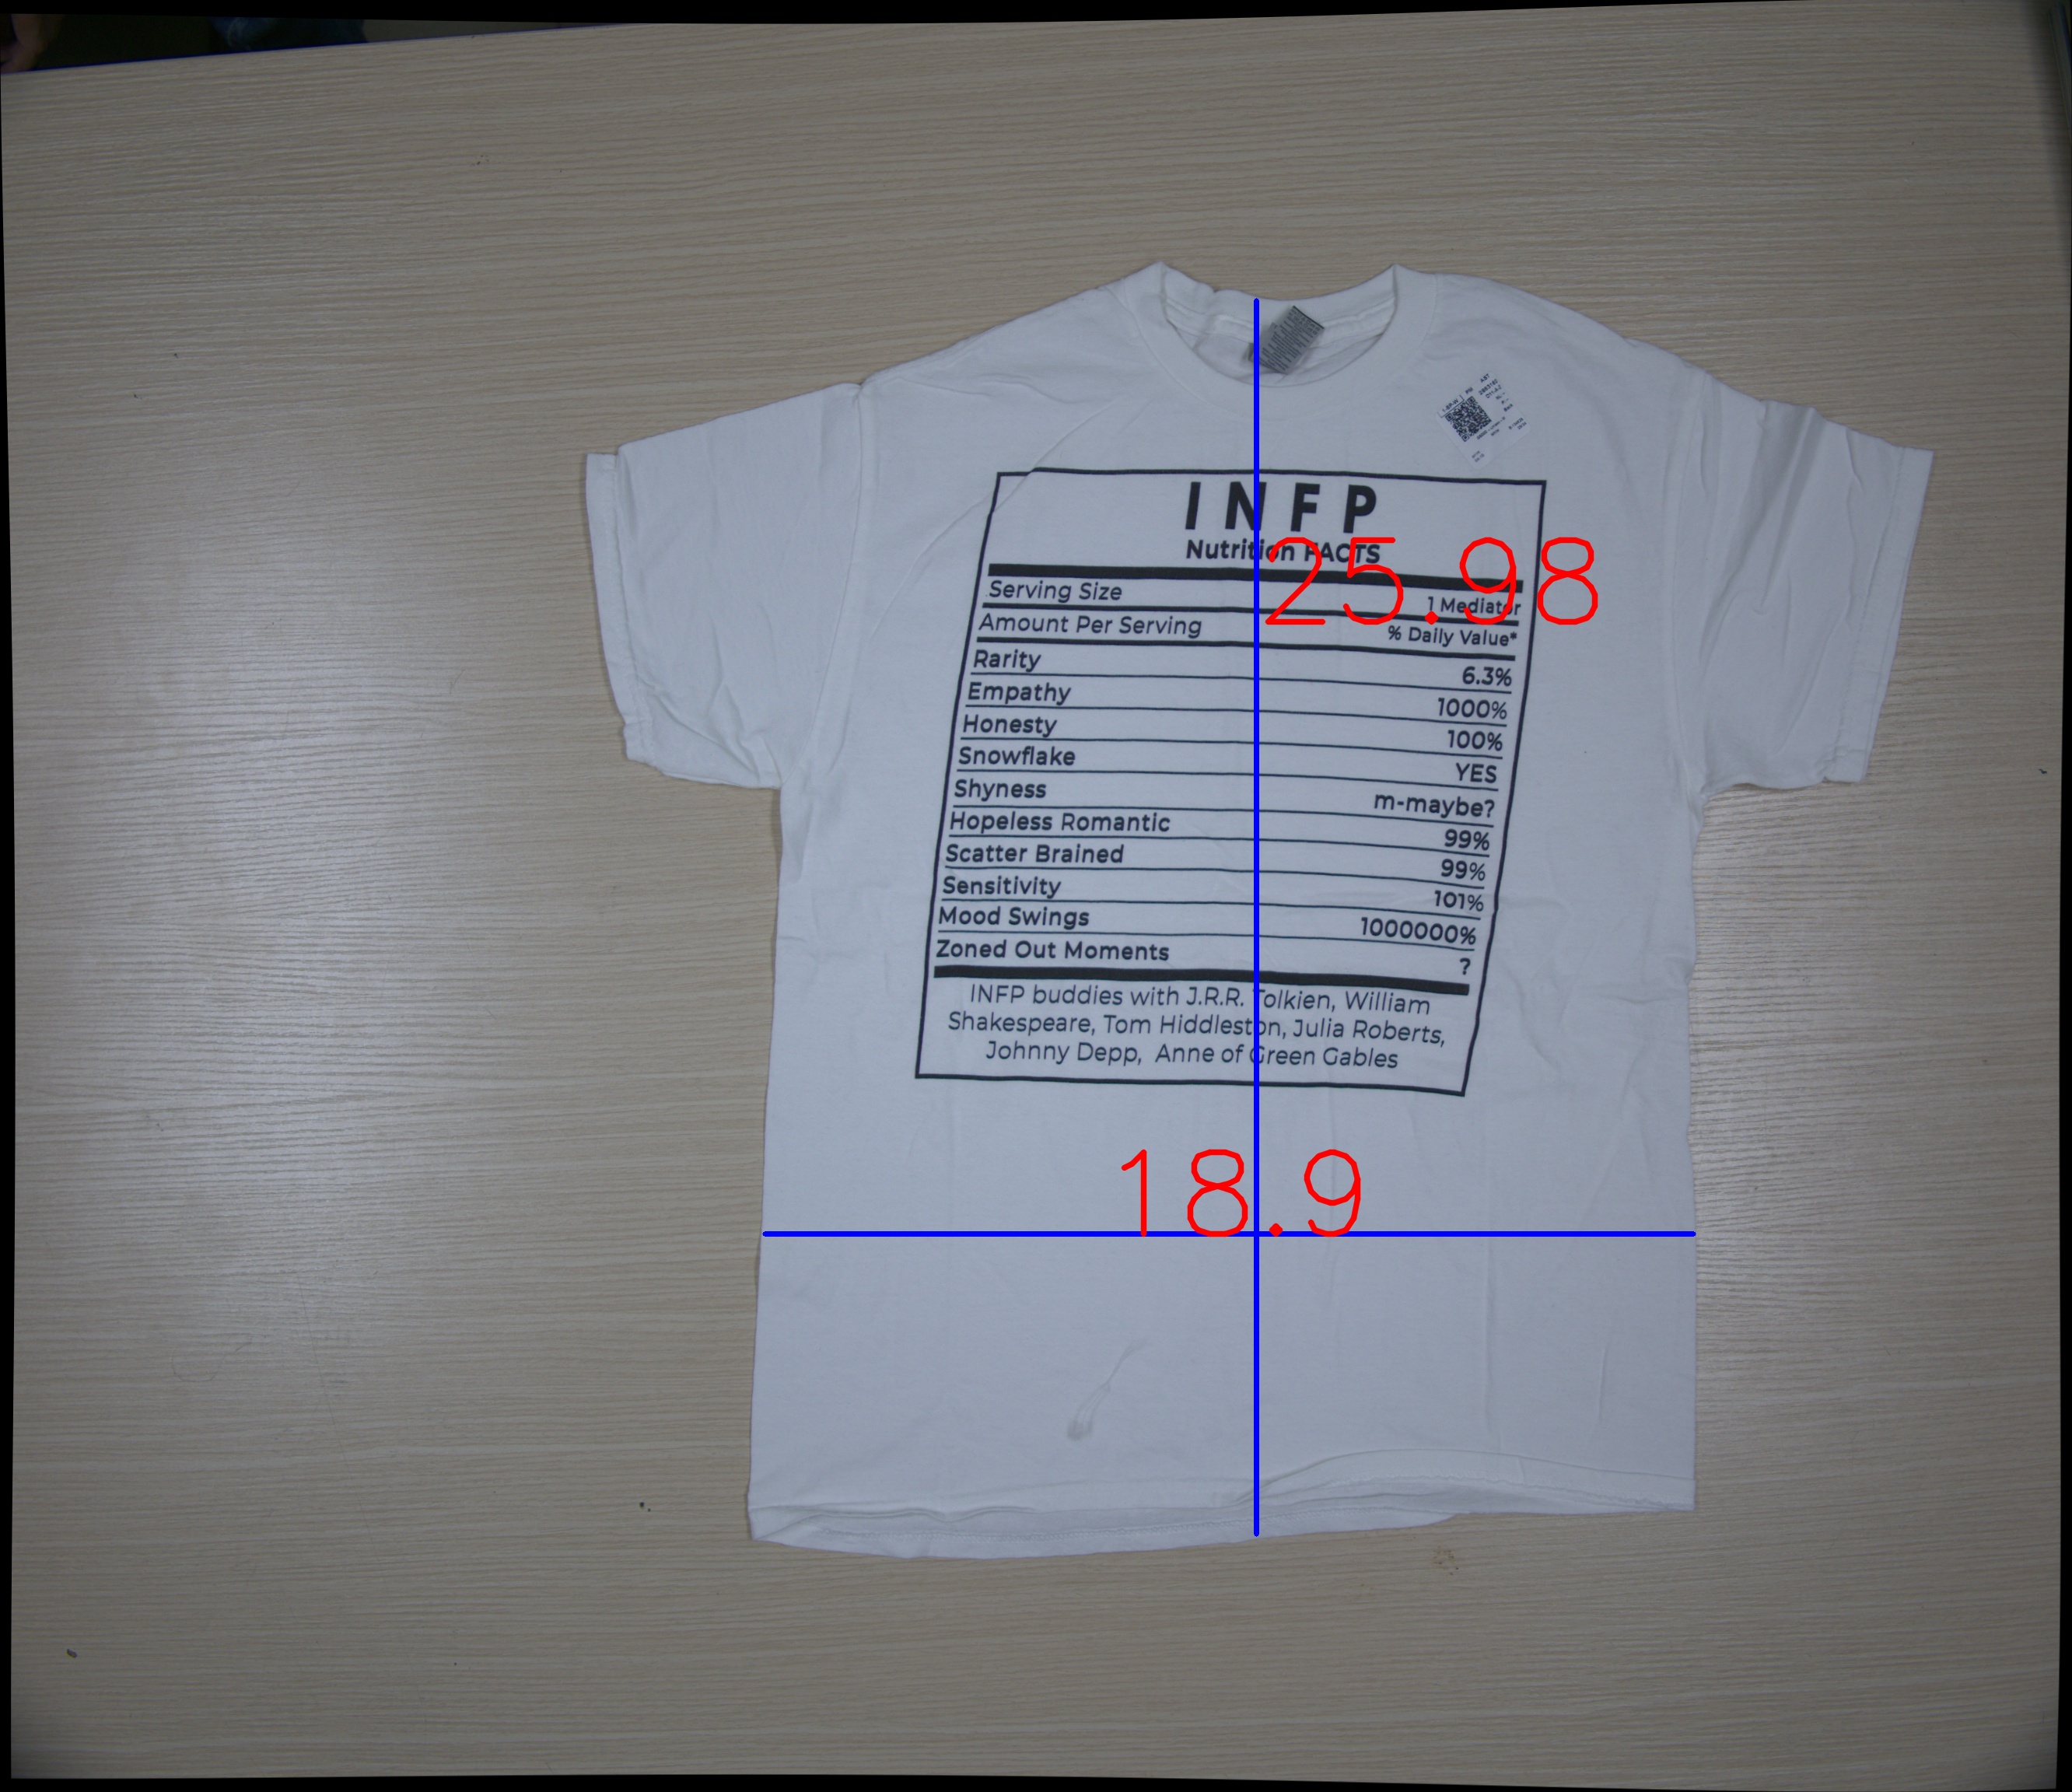 INFP
Nutrition FACTS
25.98
Serving Size 1 Mediator
Amount Per Serving % Daily Value*
Rarity 6.3%
Empathy 1000%
Honesty 100%
Snowflake YES
Shyness m-maybe?
Hopeless Romantic 99%
Scatter Brained 99%
Sensitivity 101%
Mood Swings 1000000%
Zoned Out Moments ?
INFP buddies with J.R.R. Tolkien, William
Shakespeare, Tom Hiddleston, Julia Roberts,
Johnny Depp, Anne of Green Gables
18.9